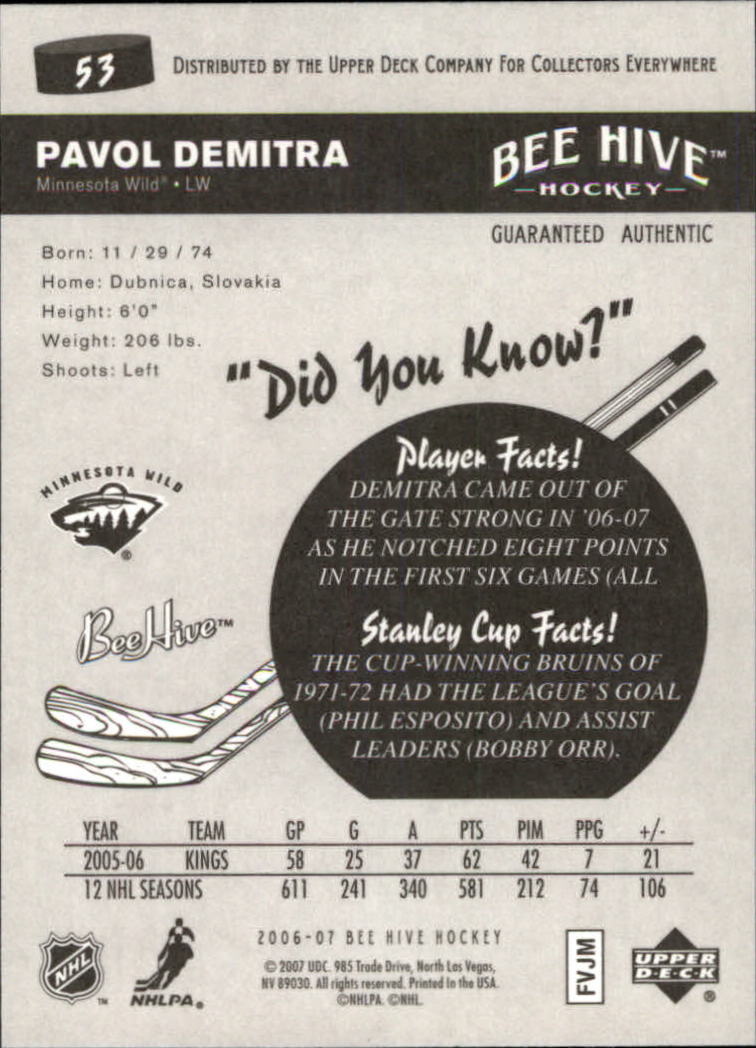 53
DISTRIBUTED BY THE UPPER DECK COMPANY FOR COLLECTORS EVERYWHERE
PAVOL DEMITRA
Minnesota Wild® • LW
BEE HIVE™
HOCKEY
GUARANTEED AUTHENTIC
Born: 11 / 29 / 74
Home: Dubnica, Slovakia
Height: 6'0"
Weight: 206 lbs.
Shoots: Left
"Did You Know?"
Player Facts!
DEMITRA CAME OUT OF
THE GATE STRONG IN '06-07
AS HE NOTCHED EIGHT POINTS
IN THE FIRST SIX GAMES (ALL
MINNESOTA WILD
®
BeeHive™
Stanley Cup Facts!
THE CUP-WINNING BRUINS OF
1971-72 HAD THE LEAGUE'S GOAL
(PHIL ESPOSITO) AND ASSIST
LEADERS (BOBBY ORR).
YEAR TEAM GP G A PTS PIM PPG +/-
2005-06 KINGS 58 25 37 62 42 7 21
12 NHL SEASONS 611 241 340 581 212 74 106
2006-07 BEE HIVE HOCKEY
© 2007 UDC. 985 Trade Drive, North Las Vegas,
NV 89030. All rights reserved. Printed in the USA.
©NHLPA. ©NHL.
NHL™
NHLPA®
FVJM
UPPER
D·E·C·K®